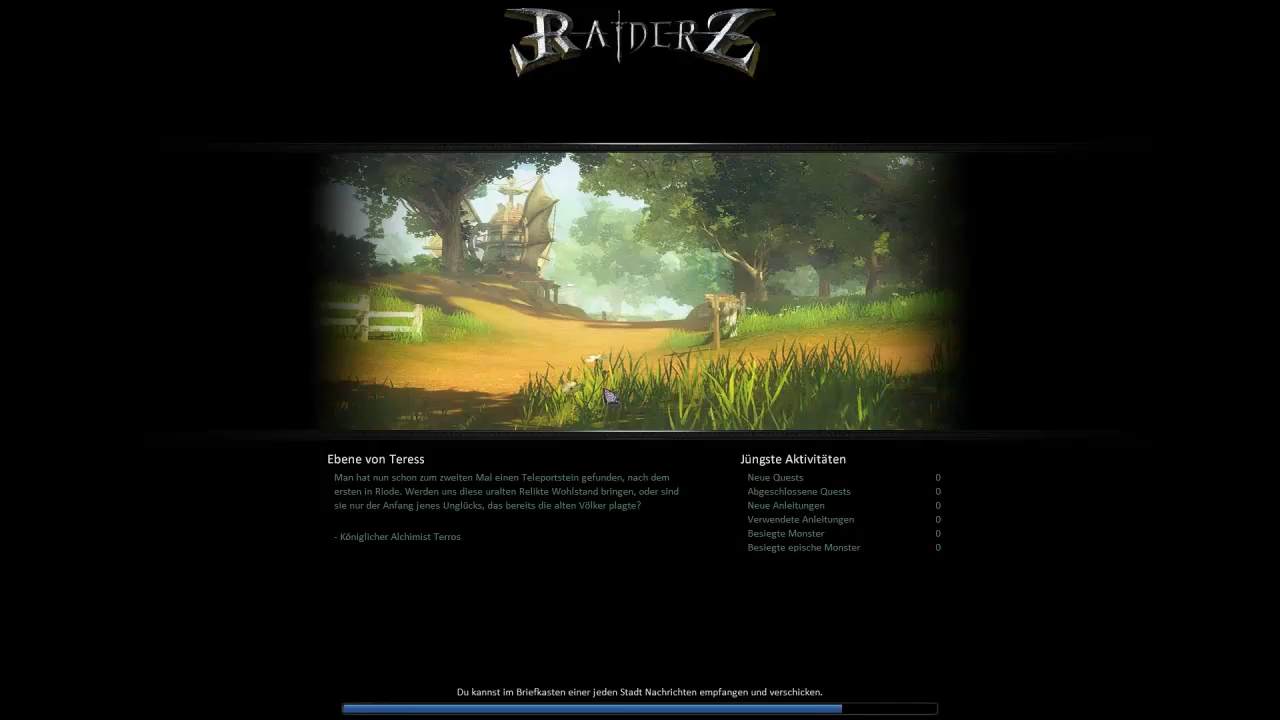 RAIDERZ
Ebene von Teress
Man hat nun schon zum zweiten Mal einen Teleportstein gefunden, nach dem
ersten in Riode. Werden uns diese uralten Relikte Wohlstand bringen, oder sind
sie nur der Anfang jenes Unglücks, das bereits die alten Völker plagte?
- Königlicher Alchimist Terros
Jüngste Aktivitäten
Neue Quests 0
Abgeschlossene Quests 0
Neue Anleitungen 0
Verwendete Anleitungen 0
Besiegte Monster 0
Besiegte epische Monster 0
Du kannst im Briefkasten einer jeden Stadt Nachrichten empfangen und verschicken.